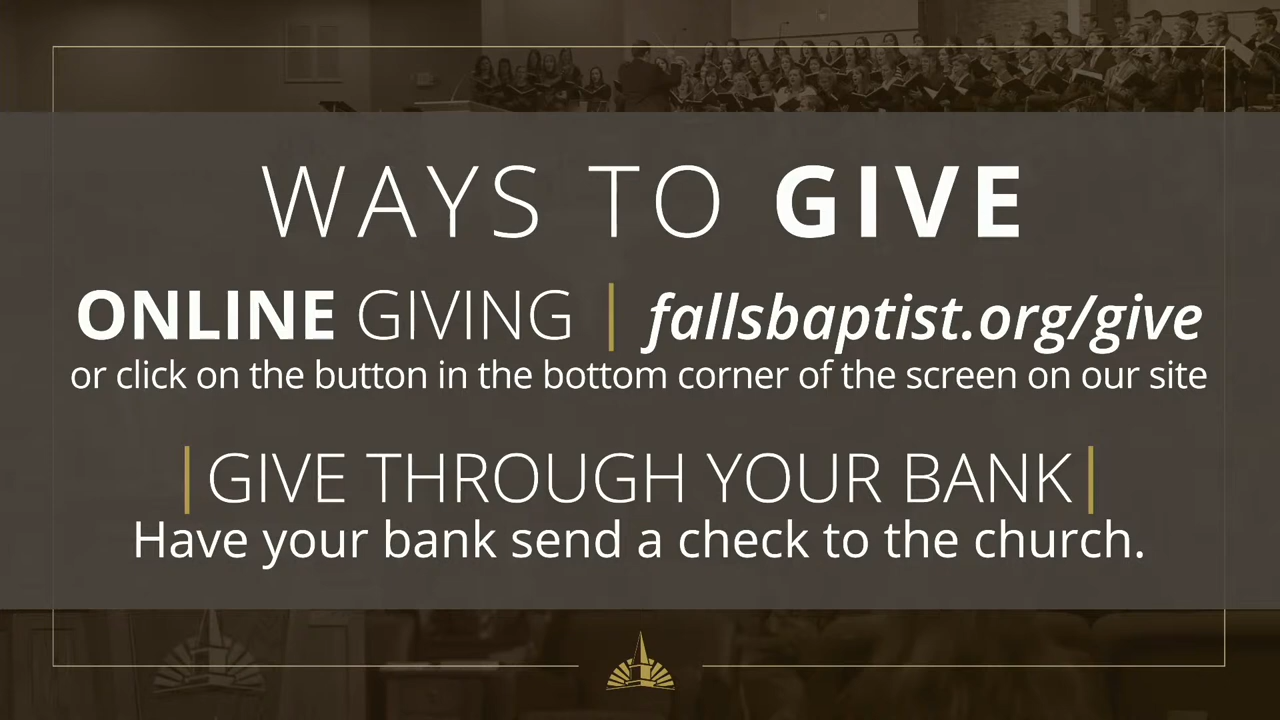 WAYS TO GIVE
ONLINE GIVING | fallsbaptist.org/give
or click on the button in the bottom corner of the screen on our site
|GIVE THROUGH YOUR BANK|
Have your bank send a check to the church.